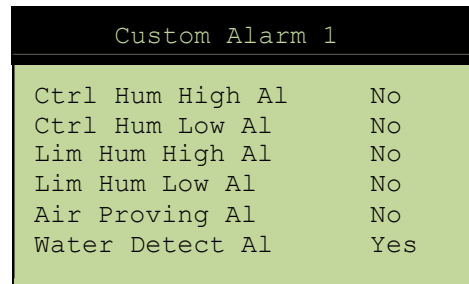 Custom Alarm 1
Ctrl Hum High Al No
Ctrl Hum Low Al No
Lim Hum High Al No
Lim Hum Low Al No
Air Proving Al No
Water Detect Al Yes